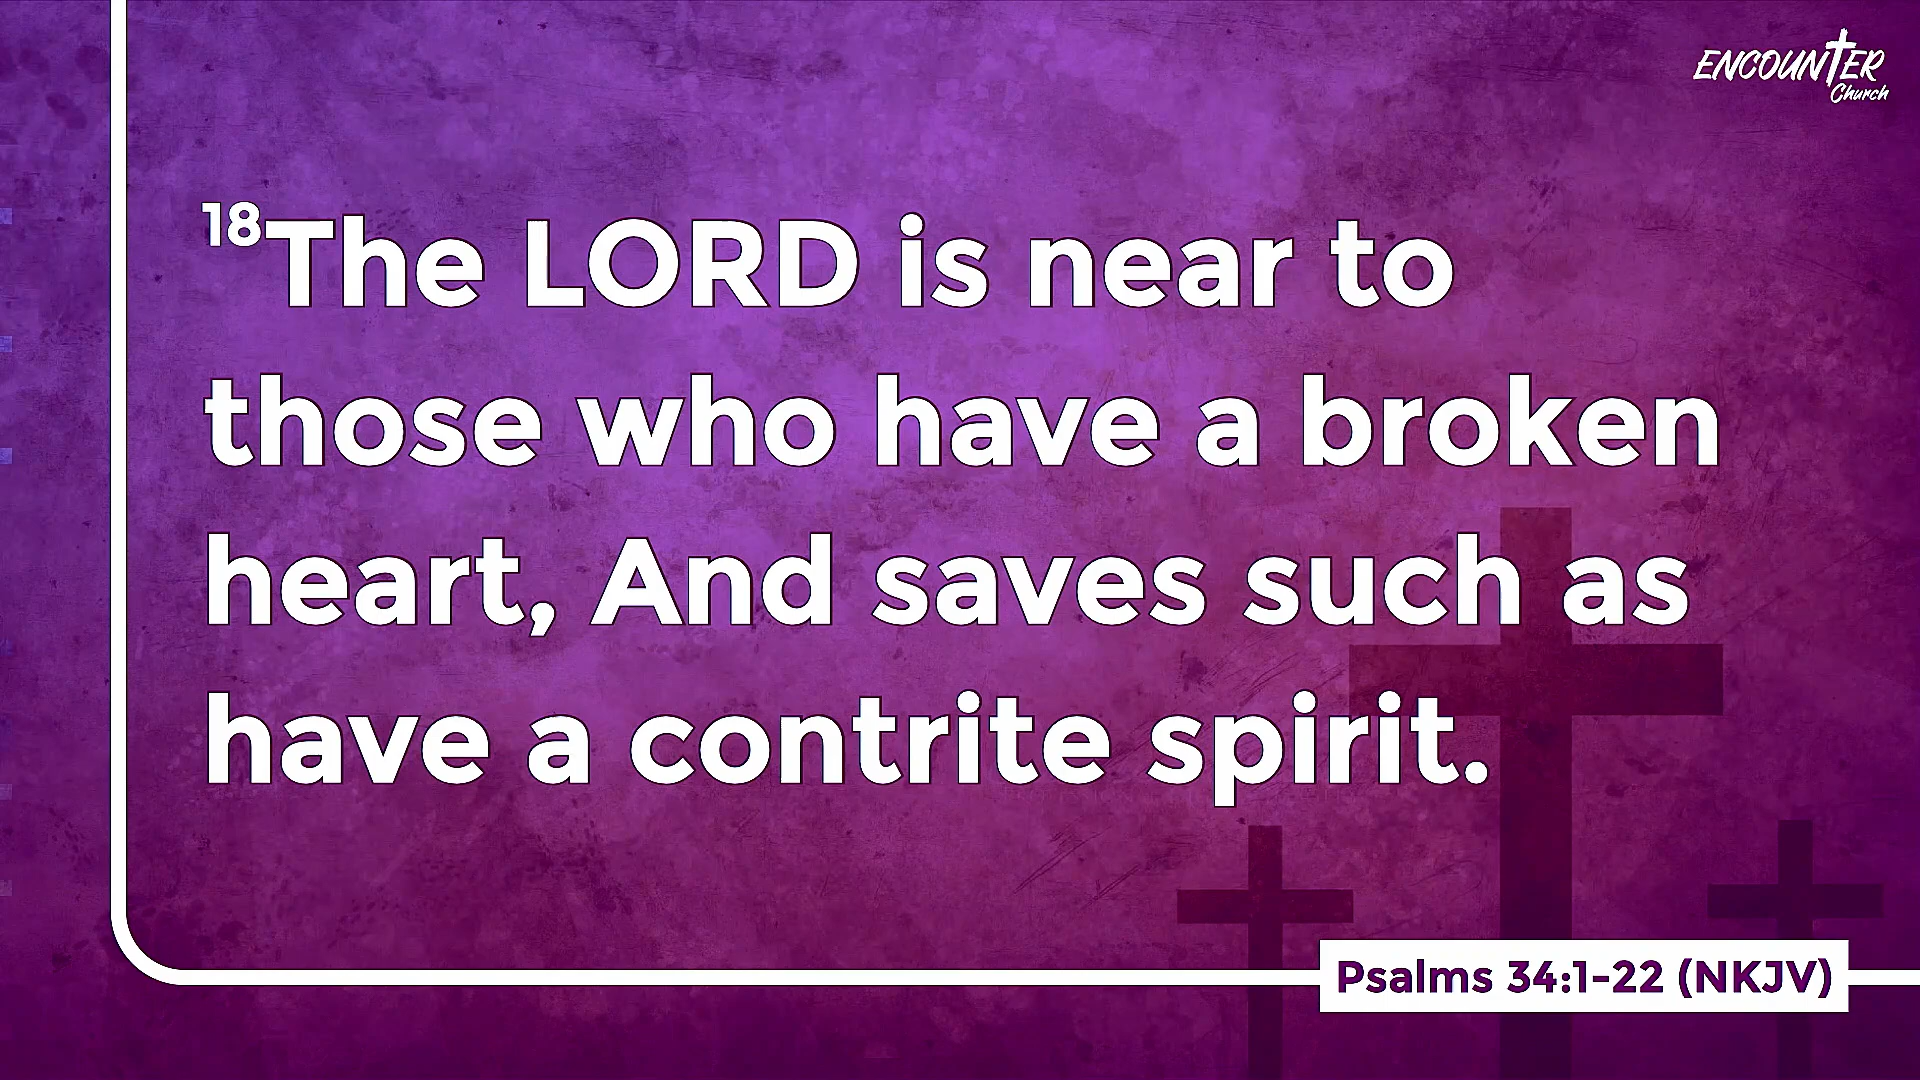 ENCOUNTER
Church
18The LORD is near to
those who have a broken
heart, And saves such as
have a contrite spirit.
Psalms 34:1-22 (NKJV)